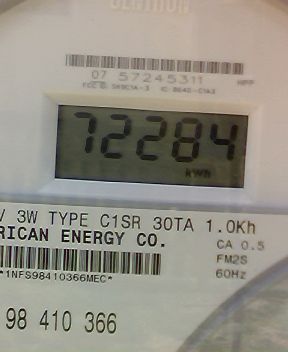 CENTRON
07 57245311
72284
kWh
V 3W TYPE C1SR 30TA 1.0Kh
RICAN ENERGY CO.
CA 0.5
FM2S
60Hz
*1NFS98410366MEC*
98 410 366